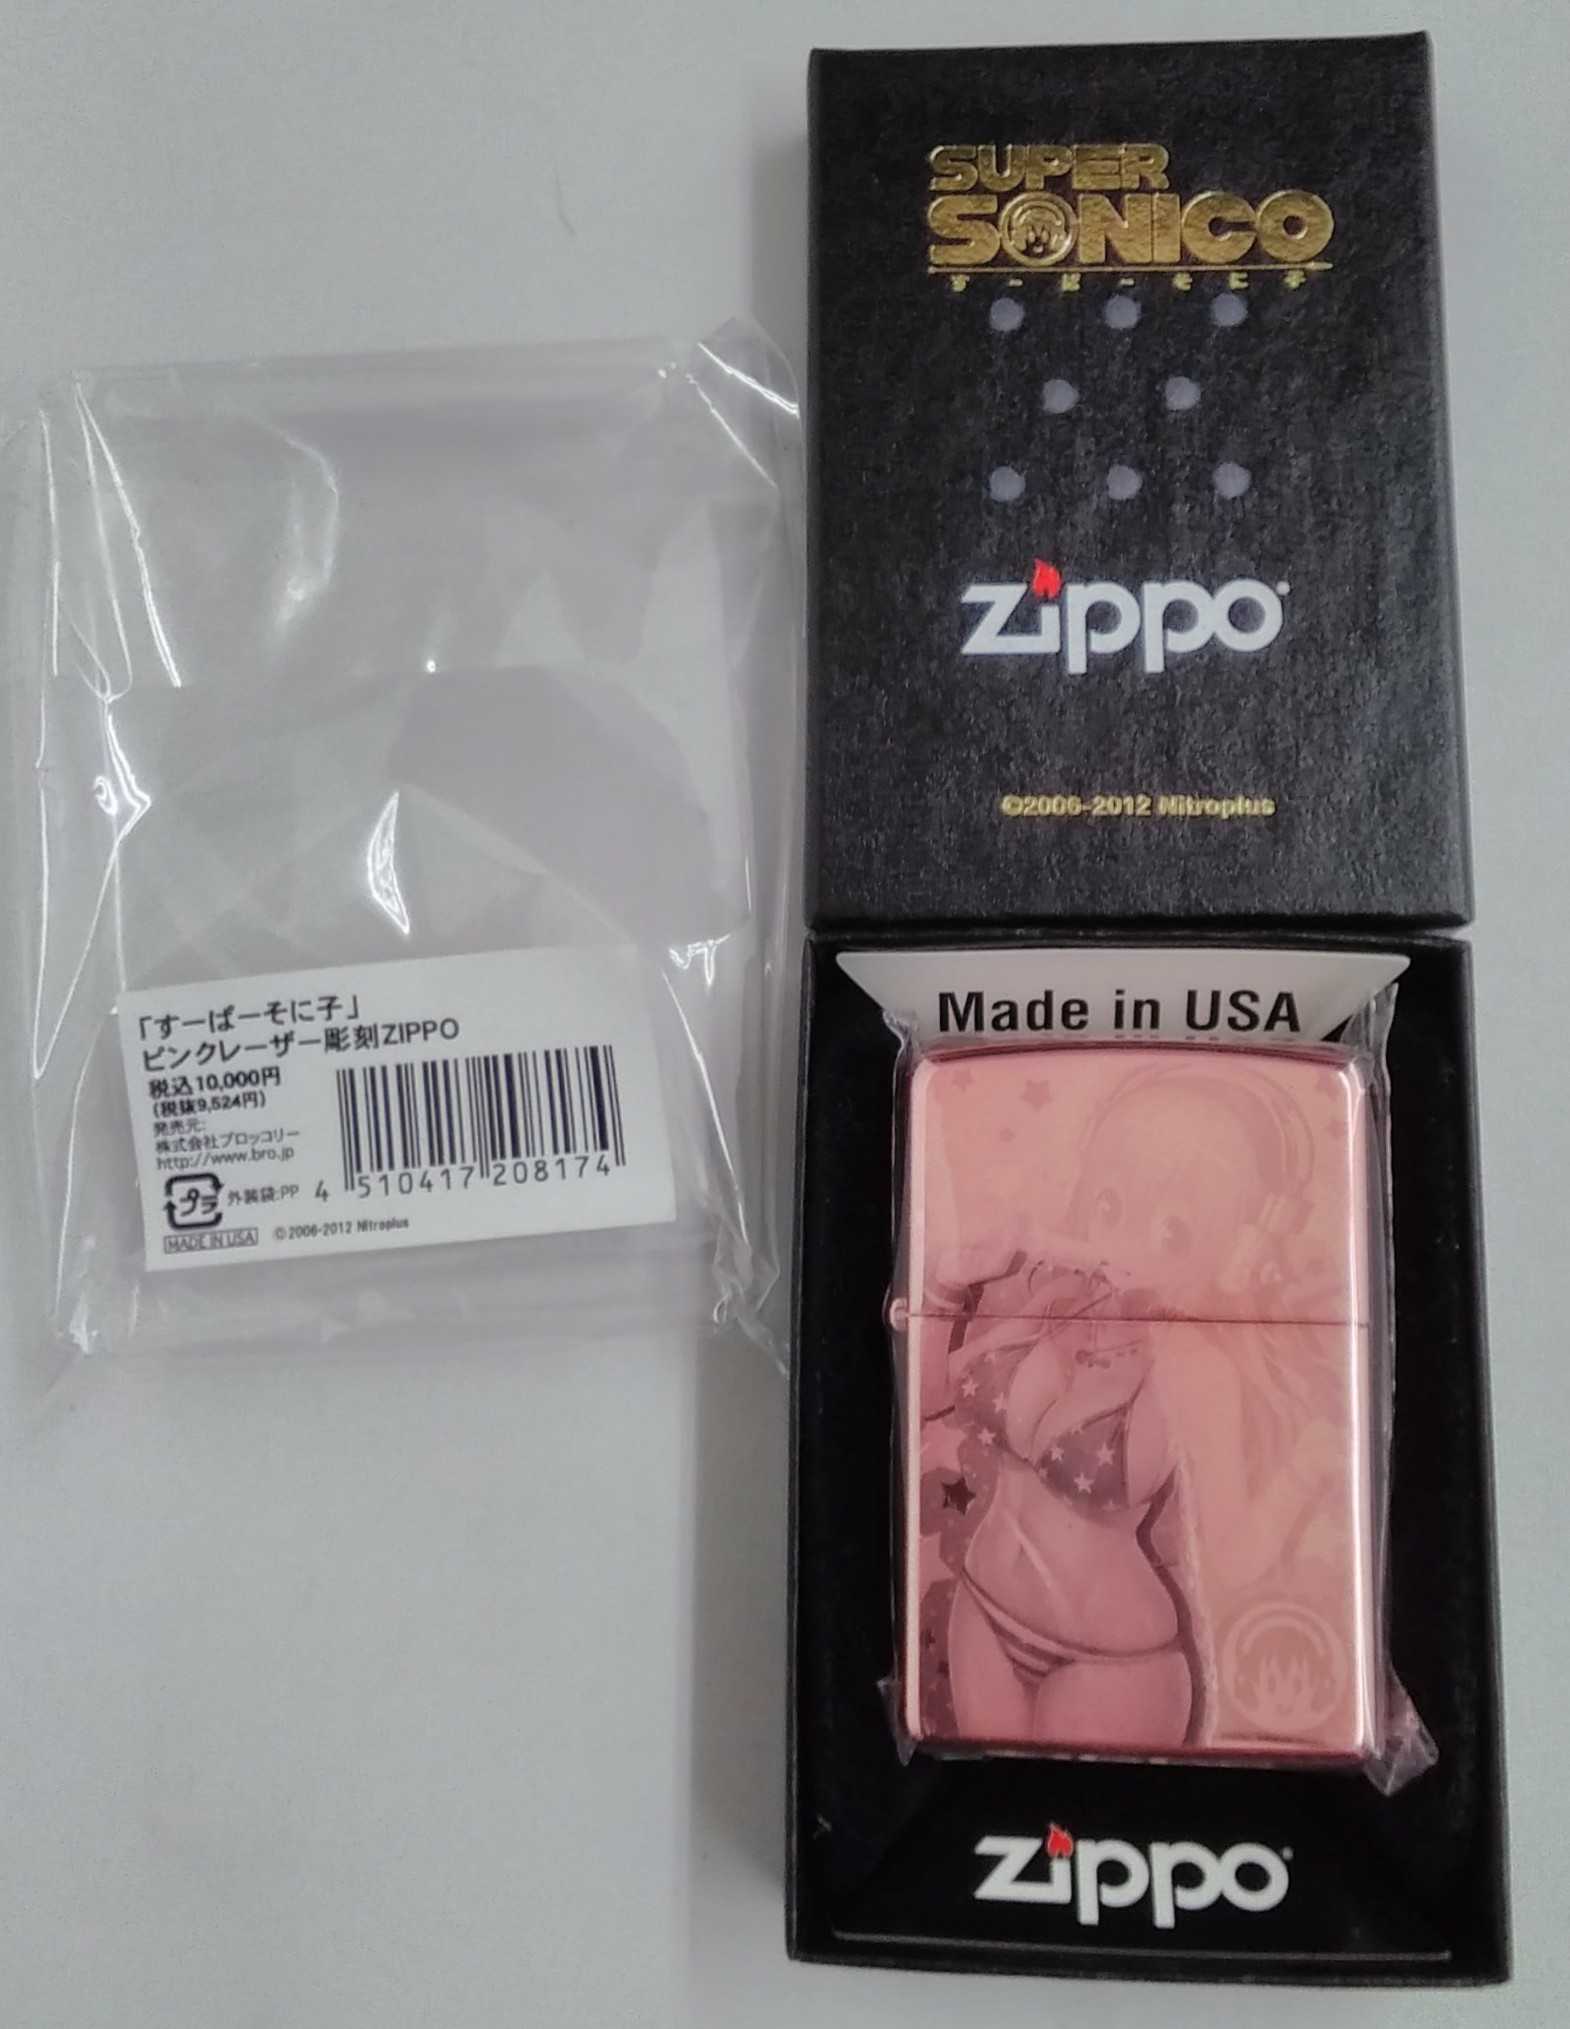 SUPER
SONICO
すーぱーそに子
zippo
©2006-2012 Nitroplus
Made in USA
zippo
「すーぱーそに子」
ピンクレーザー彫刻ZIPPO
税込10,000円
(税抜9,524円)
発売元:
株式会社ブロッコリー
http://www.bro.jp
プラ 外装袋:PP
4 510417 208174
MADE IN USA ©2006-2012 Nitroplus